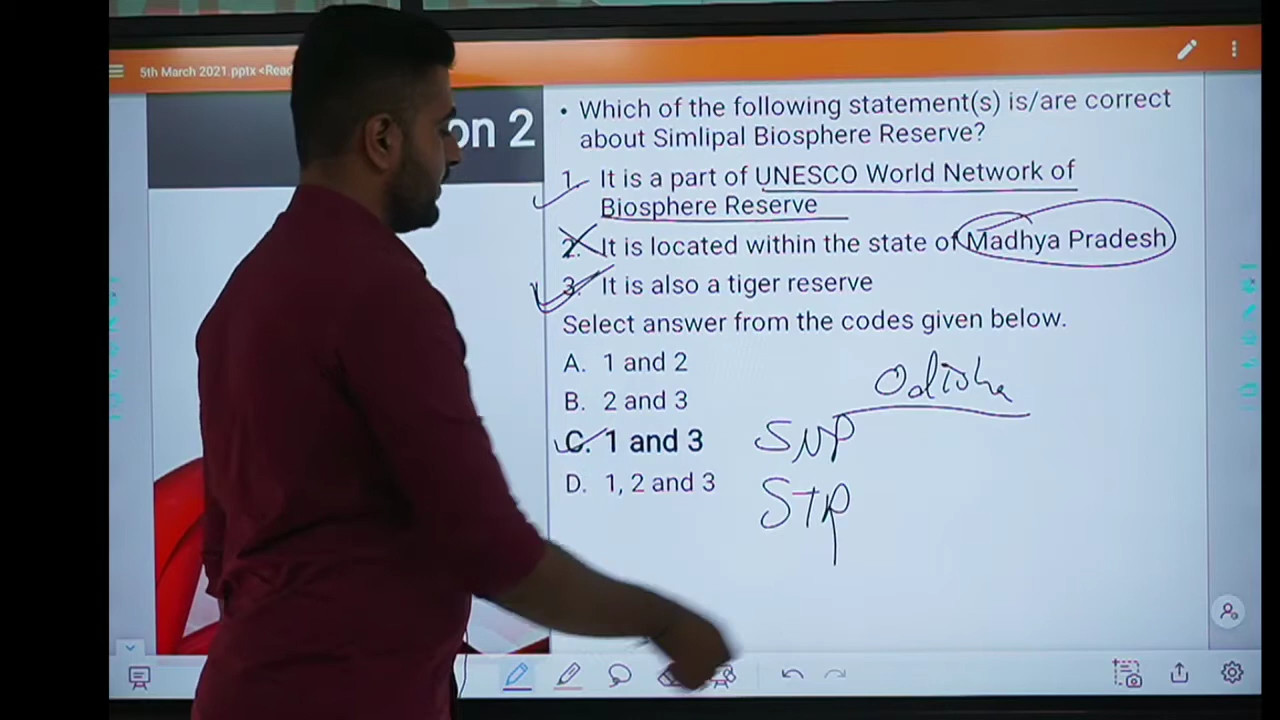 5th March 2021.pptx <Read
on 2
• Which of the following statement(s) is/are correct
about Simlipal Biosphere Reserve?
1. It is a part of UNESCO World Network of
Biosphere Reserve
2. It is located within the state of Madhya Pradesh
3. It is also a tiger reserve
Select answer from the codes given below.
A. 1 and 2
B. 2 and 3
C. 1 and 3
D. 1, 2 and 3
Odisha
SNP
STR